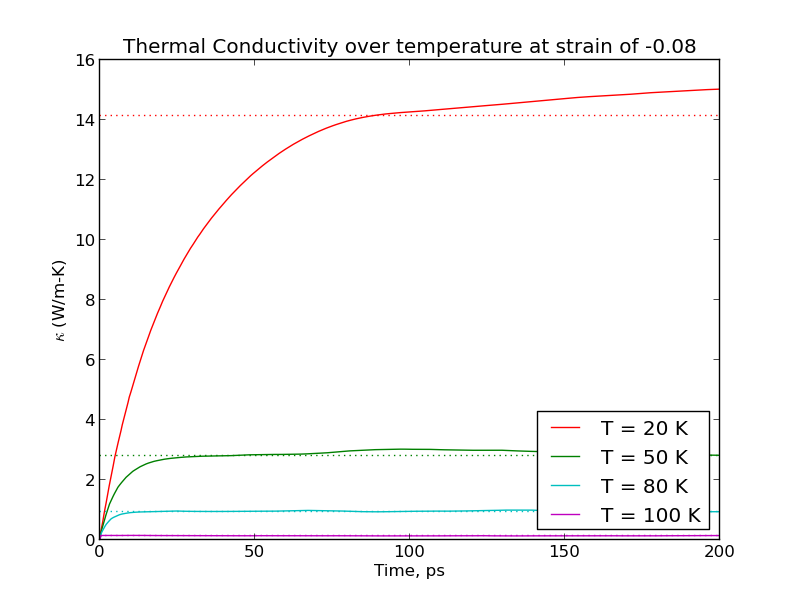 Thermal Conductivity over temperature at strain of -0.08
16
14
12
10
8
6
4
2
0
κ (W/m-K)
T = 20 K
T = 50 K
T = 80 K
T = 100 K
0 50 100 150 200
Time, ps